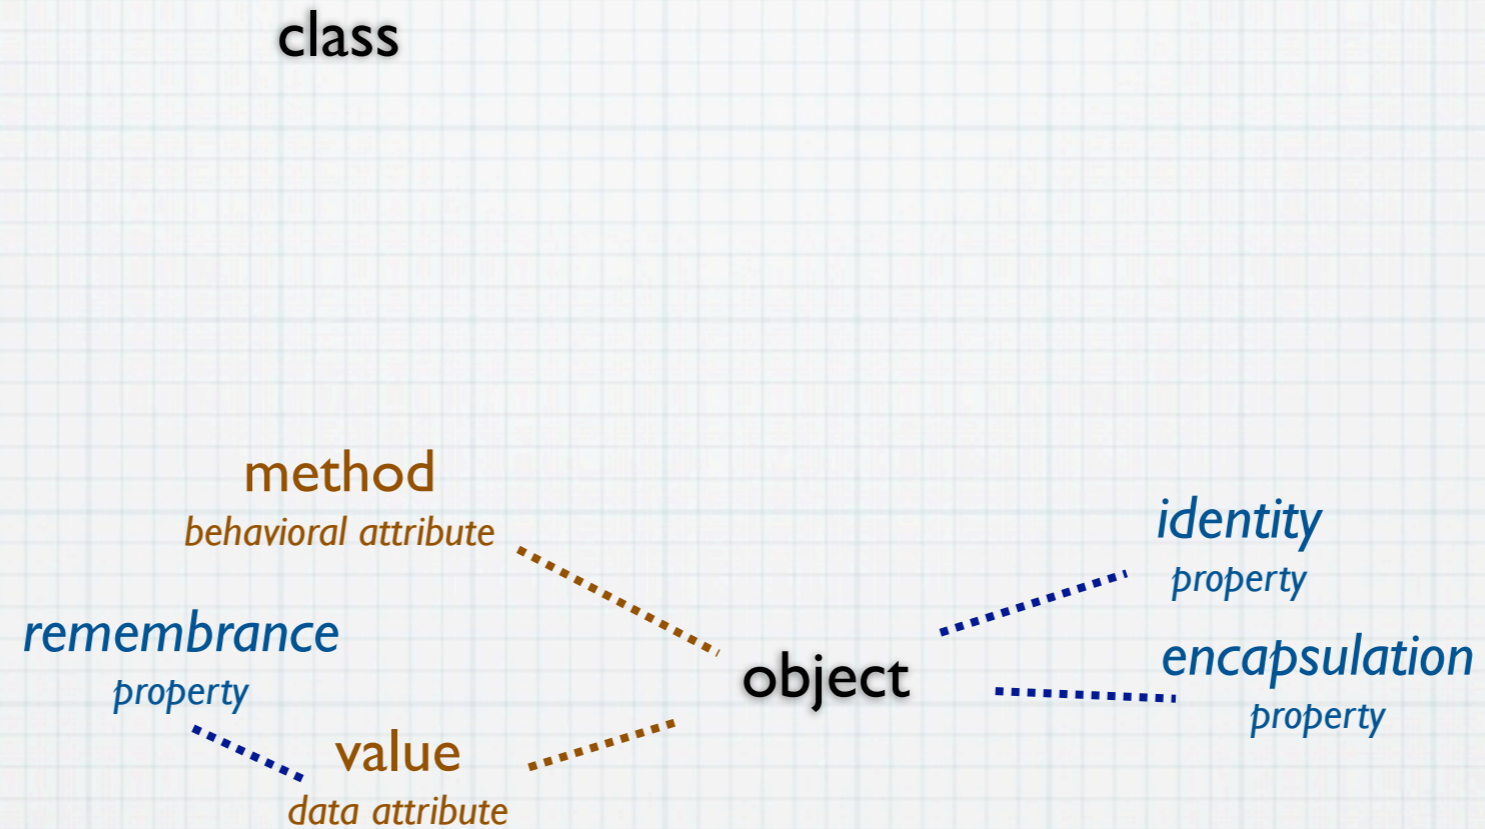 class
method
behavioral attribute
identity
property
remembrance
property
encapsulation
property
object
value
data attribute